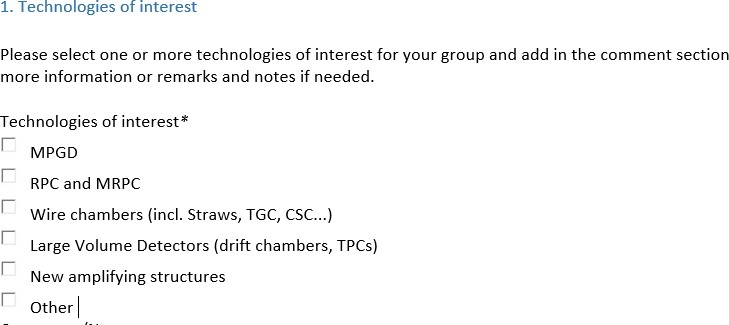 1. Technologies of interest
Please select one or more technologies of interest for your group and add in the comment section
more information or remarks and notes if needed.
Technologies of interest*
MPGD
RPC and MRPC
Wire chambers (incl. Straws, TGC, CSC...)
Large Volume Detectors (drift chambers, TPCs)
New amplifying structures
Other